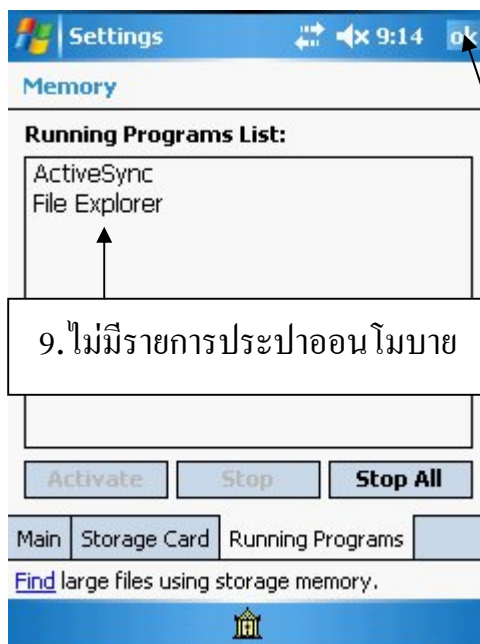 Settings 9:14 ok
Memory
Running Programs List:
ActiveSync
File Explorer
9.ไม่มีรายการประปาออนโมบาย
Activate Stop Stop All
Main Storage Card Running Programs
Find large files using storage memory.